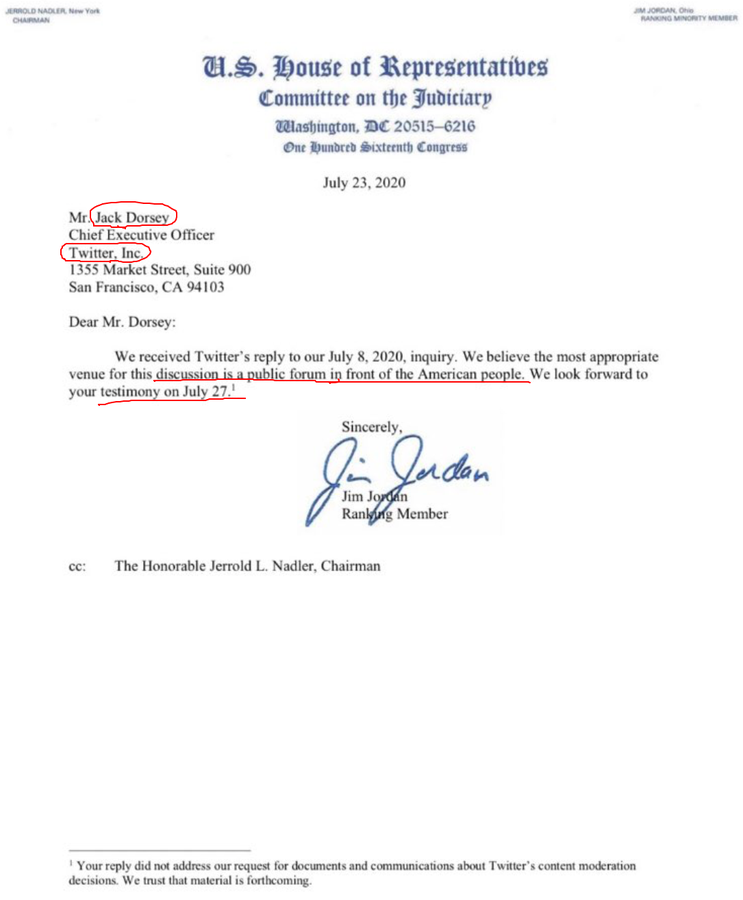 JERROLD NADLER, New York
CHAIRMAN
JIM JORDAN, Ohio
RANKING MINORITY MEMBER
U.S. House of Representatives
Committee on the Judiciary
Washington, DC 20515–6216
One Hundred Sixteenth Congress
July 23, 2020
Mr. Jack Dorsey
Chief Executive Officer
Twitter, Inc.
1355 Market Street, Suite 900
San Francisco, CA 94103
Dear Mr. Dorsey:
We received Twitter’s reply to our July 8, 2020, inquiry. We believe the most appropriate
venue for this discussion is a public forum in front of the American people. We look forward to
your testimony on July 27.¹
Sincerely,
Jim Jordan
Jim Jordan
Ranking Member
cc: The Honorable Jerrold L. Nadler, Chairman
¹ Your reply did not address our request for documents and communications about Twitter’s content moderation
decisions. We trust that material is forthcoming.